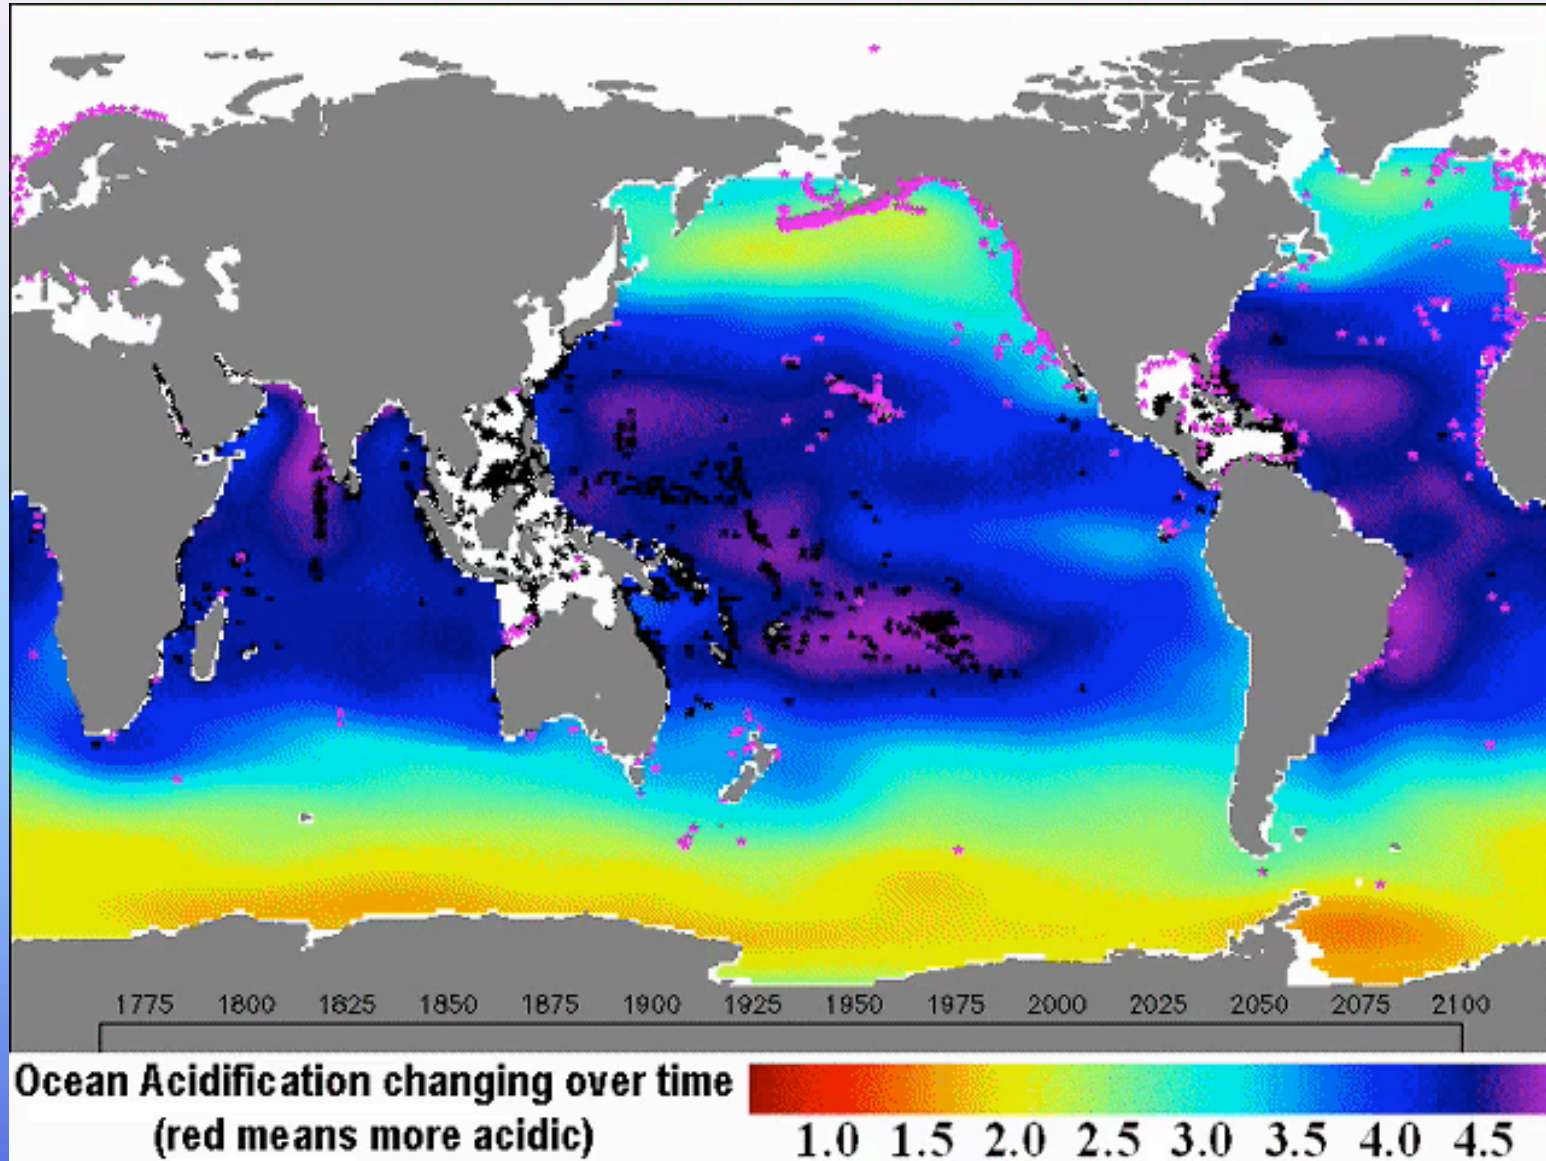 1775 1800 1825 1850 1875 1900 1925 1950 1975 2000 2025 2050 2075 2100
Ocean Acidification changing over time
(red means more acidic)
1.0 1.5 2.0 2.5 3.0 3.5 4.0 4.5